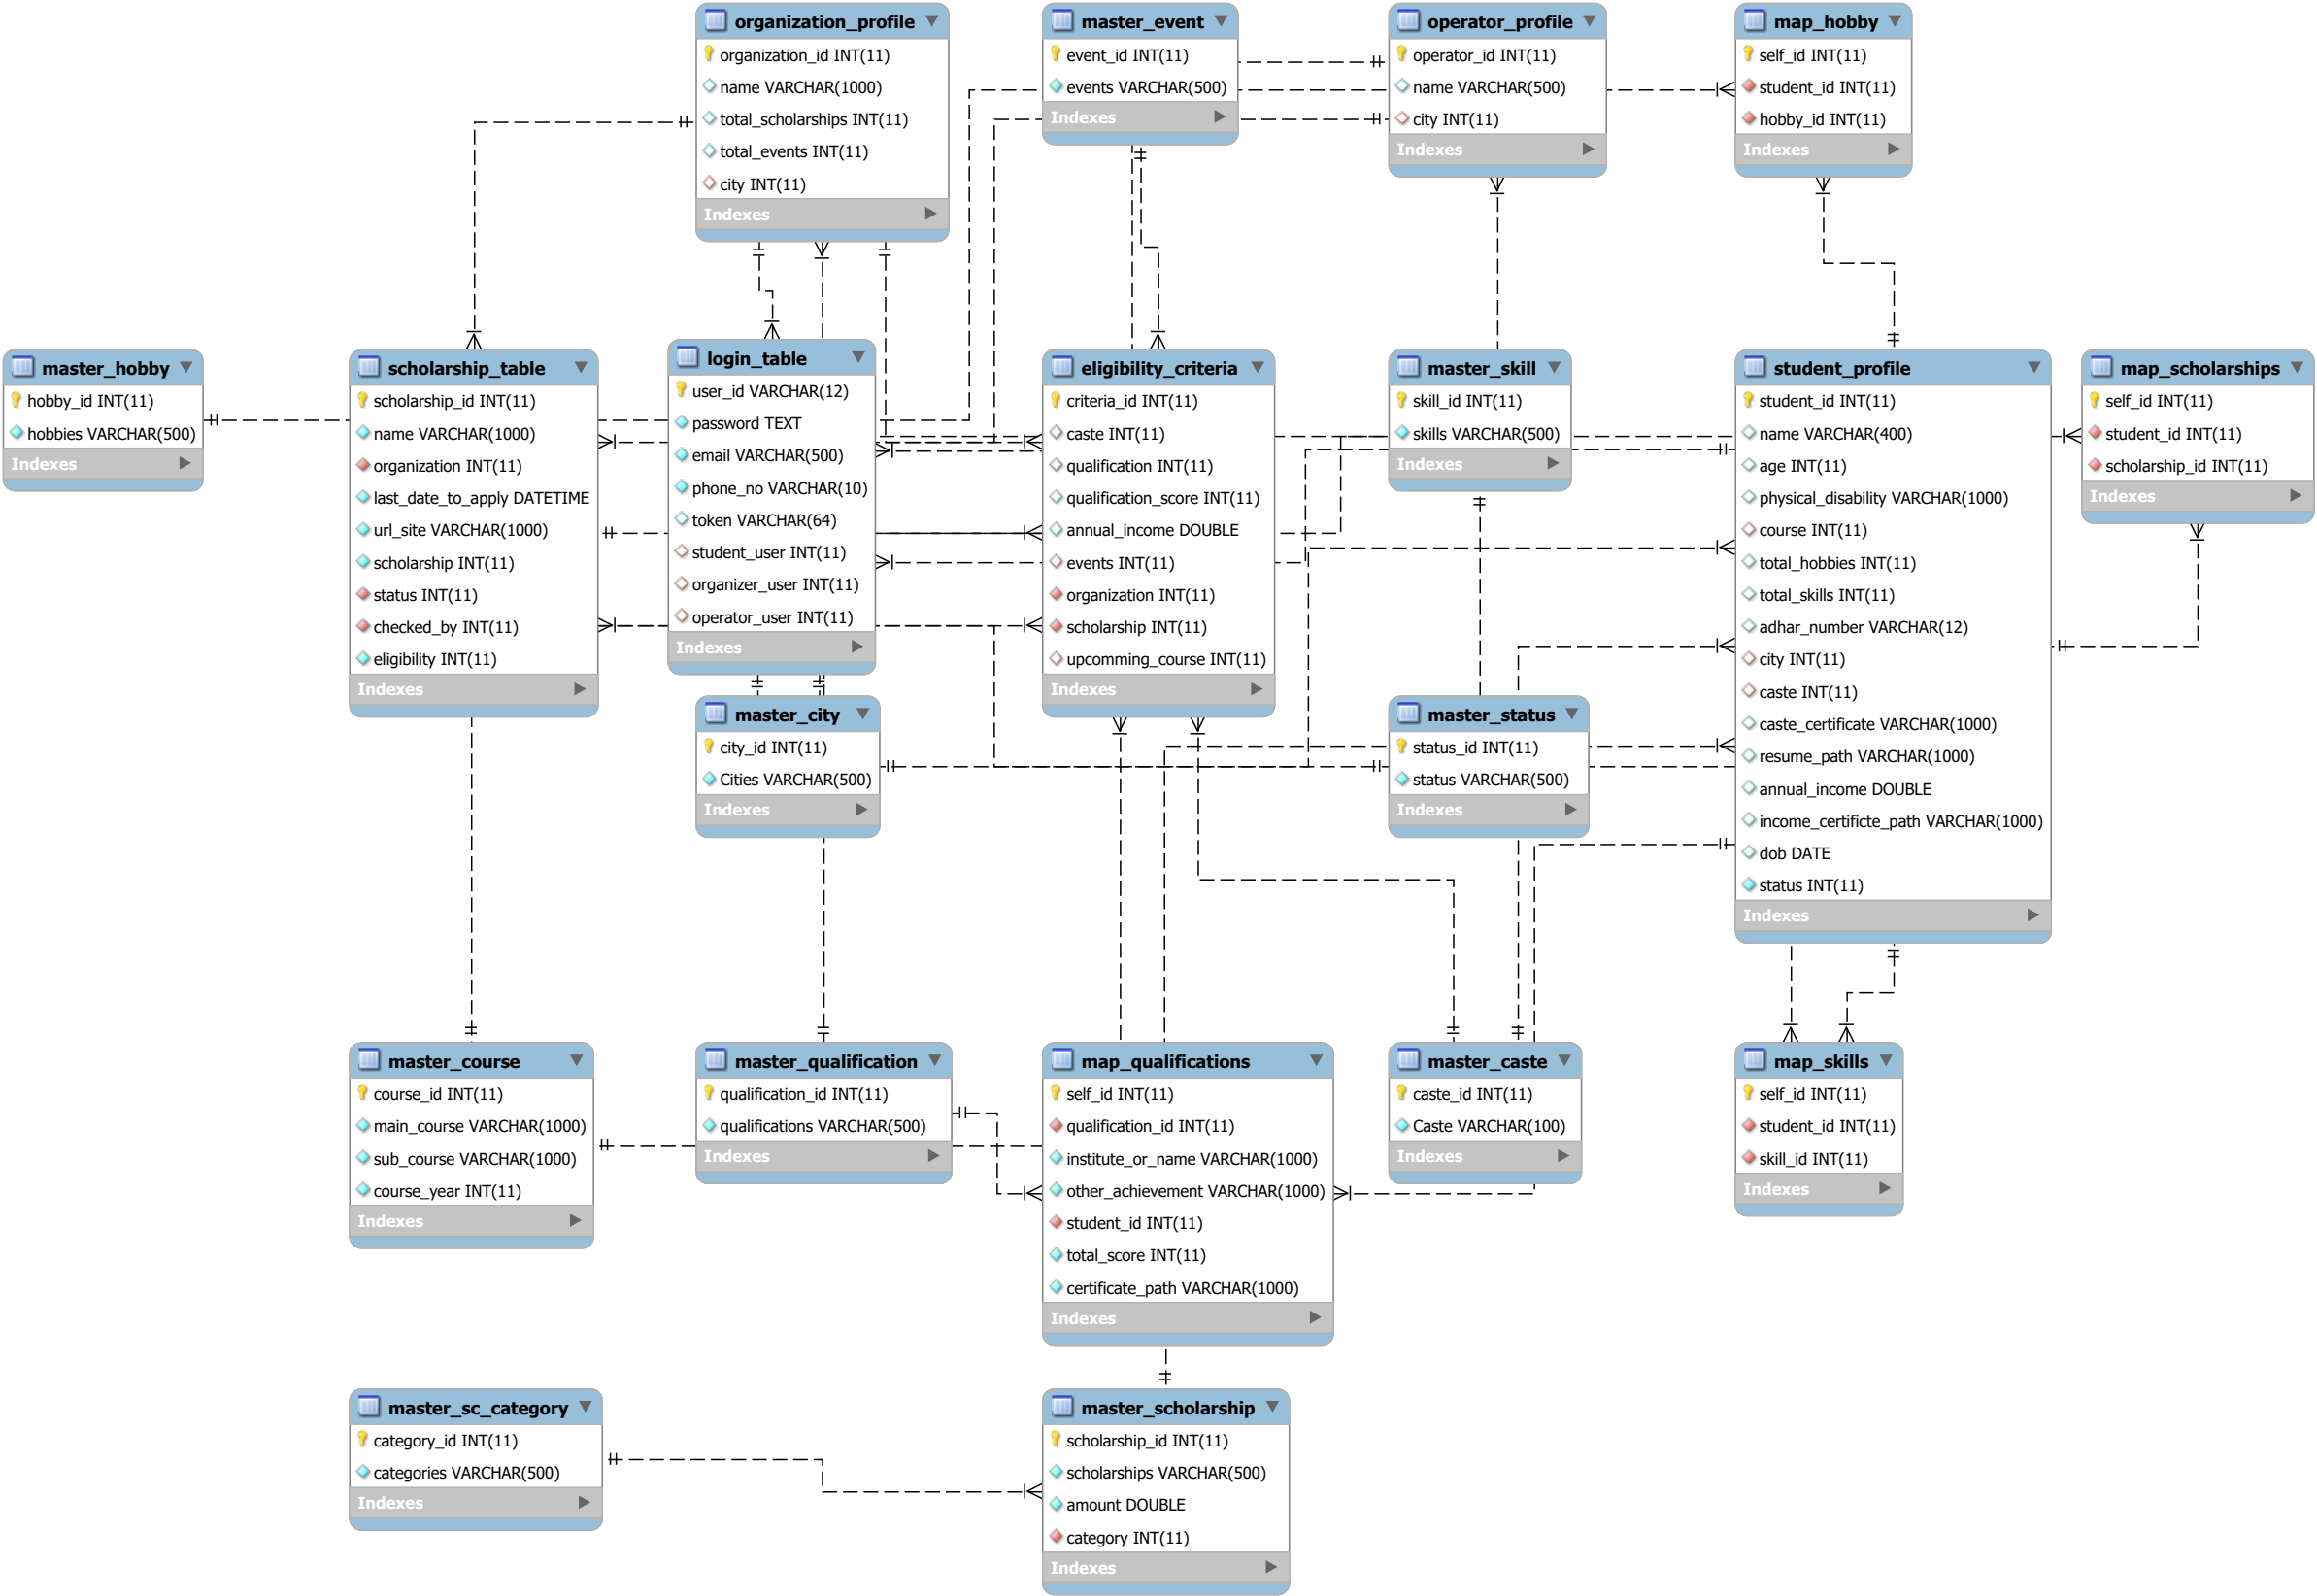 organization_profile
organization_id INT(11)
name VARCHAR(1000)
total_scholarships INT(11)
total_events INT(11)
city INT(11)
Indexes
master_event
event_id INT(11)
events VARCHAR(500)
Indexes
operator_profile
operator_id INT(11)
name VARCHAR(500)
city INT(11)
Indexes
map_hobby
self_id INT(11)
student_id INT(11)
hobby_id INT(11)
Indexes
master_hobby
hobby_id INT(11)
hobbies VARCHAR(500)
Indexes
scholarship_table
scholarship_id INT(11)
name VARCHAR(1000)
organization INT(11)
last_date_to_apply DATETIME
url_site VARCHAR(1000)
scholarship INT(11)
status INT(11)
checked_by INT(11)
eligibility INT(11)
Indexes
login_table
user_id VARCHAR(12)
password TEXT
email VARCHAR(500)
phone_no VARCHAR(10)
token VARCHAR(64)
student_user INT(11)
organizer_user INT(11)
operator_user INT(11)
Indexes
eligibility_criteria
criteria_id INT(11)
caste INT(11)
qualification INT(11)
qualification_score INT(11)
annual_income DOUBLE
events INT(11)
organization INT(11)
scholarship INT(11)
upcomming_course INT(11)
Indexes
master_skill
skill_id INT(11)
skills VARCHAR(500)
Indexes
student_profile
student_id INT(11)
name VARCHAR(400)
age INT(11)
physical_disability VARCHAR(1000)
course INT(11)
total_hobbies INT(11)
total_skills INT(11)
adhar_number VARCHAR(12)
city INT(11)
caste INT(11)
caste_certificate VARCHAR(1000)
resume_path VARCHAR(1000)
annual_income DOUBLE
income_certificte_path VARCHAR(1000)
dob DATE
status INT(11)
Indexes
map_scholarships
self_id INT(11)
student_id INT(11)
scholarship_id INT(11)
Indexes
master_city
city_id INT(11)
Cities VARCHAR(500)
Indexes
master_status
status_id INT(11)
status VARCHAR(500)
Indexes
master_course
course_id INT(11)
main_course VARCHAR(1000)
sub_course VARCHAR(1000)
course_year INT(11)
Indexes
master_qualification
qualification_id INT(11)
qualifications VARCHAR(500)
Indexes
map_qualifications
self_id INT(11)
qualification_id INT(11)
institute_or_name VARCHAR(1000)
other_achievement VARCHAR(1000)
student_id INT(11)
total_score INT(11)
certificate_path VARCHAR(1000)
Indexes
master_caste
caste_id INT(11)
Caste VARCHAR(100)
Indexes
map_skills
self_id INT(11)
student_id INT(11)
skill_id INT(11)
Indexes
master_sc_category
category_id INT(11)
categories VARCHAR(500)
Indexes
master_scholarship
scholarship_id INT(11)
scholarships VARCHAR(500)
amount DOUBLE
category INT(11)
Indexes